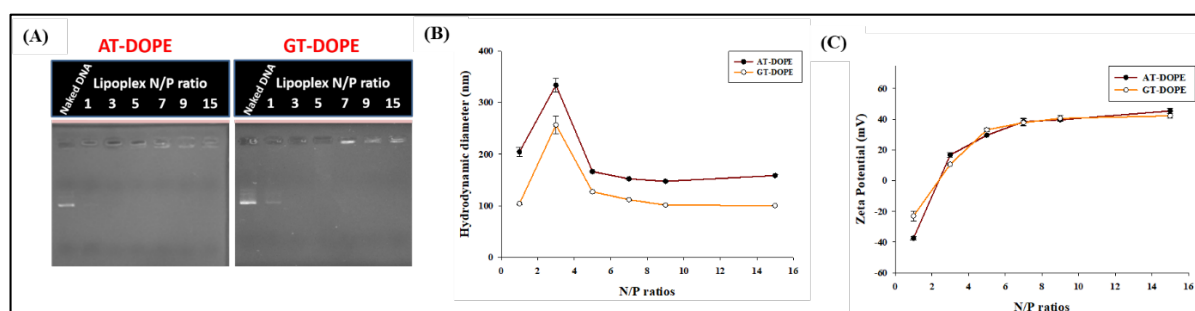 (A)
AT-DOPE
GT-DOPE
Naked DNA
Lipoplex N/P ratio
1 3 5 7 9 15
Naked DNA
Lipoplex N/P ratio
1 3 5 7 9 15
(B)
400
300
200
100
0
Hydrodynamic diameter (nm)
AT-DOPE
GT-DOPE
0 2 4 6 8 10 12 14 16
N/P ratios
(C)
60
40
20
0
-20
-40
-60
Zeta Potential (mV)
AT-DOPE
GT-DOPE
0 2 4 6 8 10 12 14 16
N/P ratios